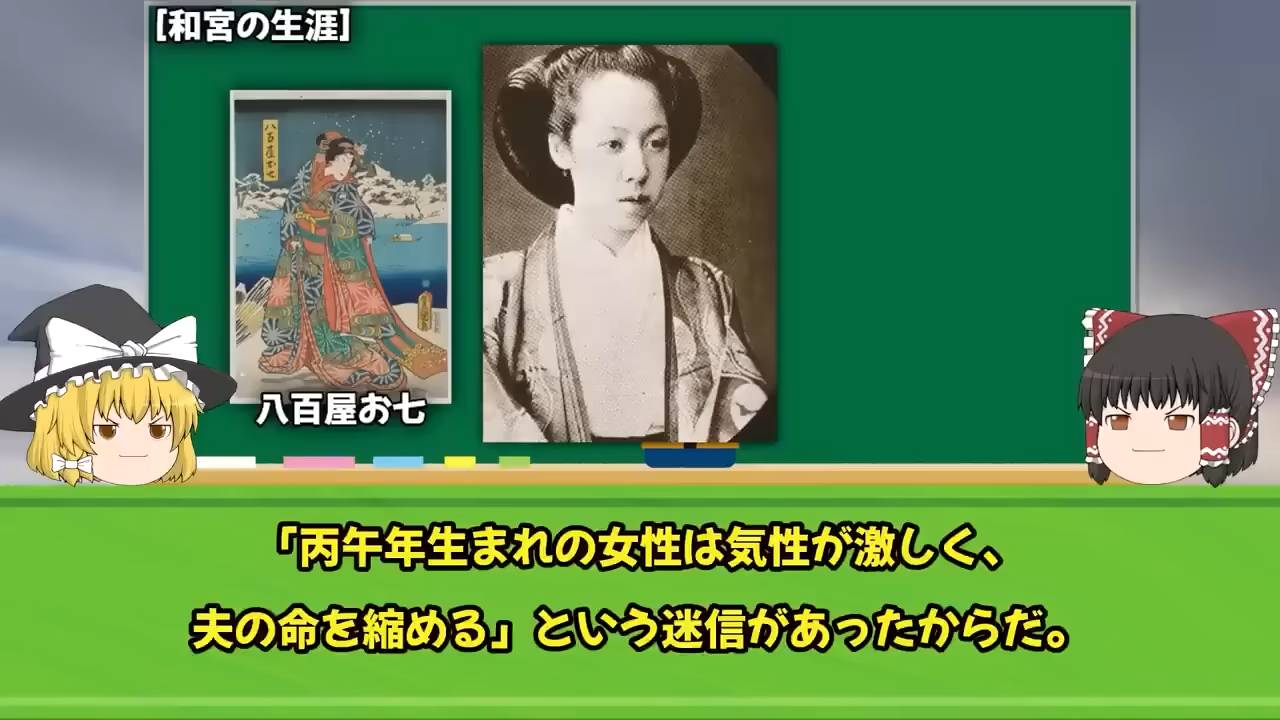 [和宮の生涯]
八百屋お七
八百屋お七
「丙午年生まれの女性は気性が激しく、
夫の命を縮める」という迷信があったからだ。